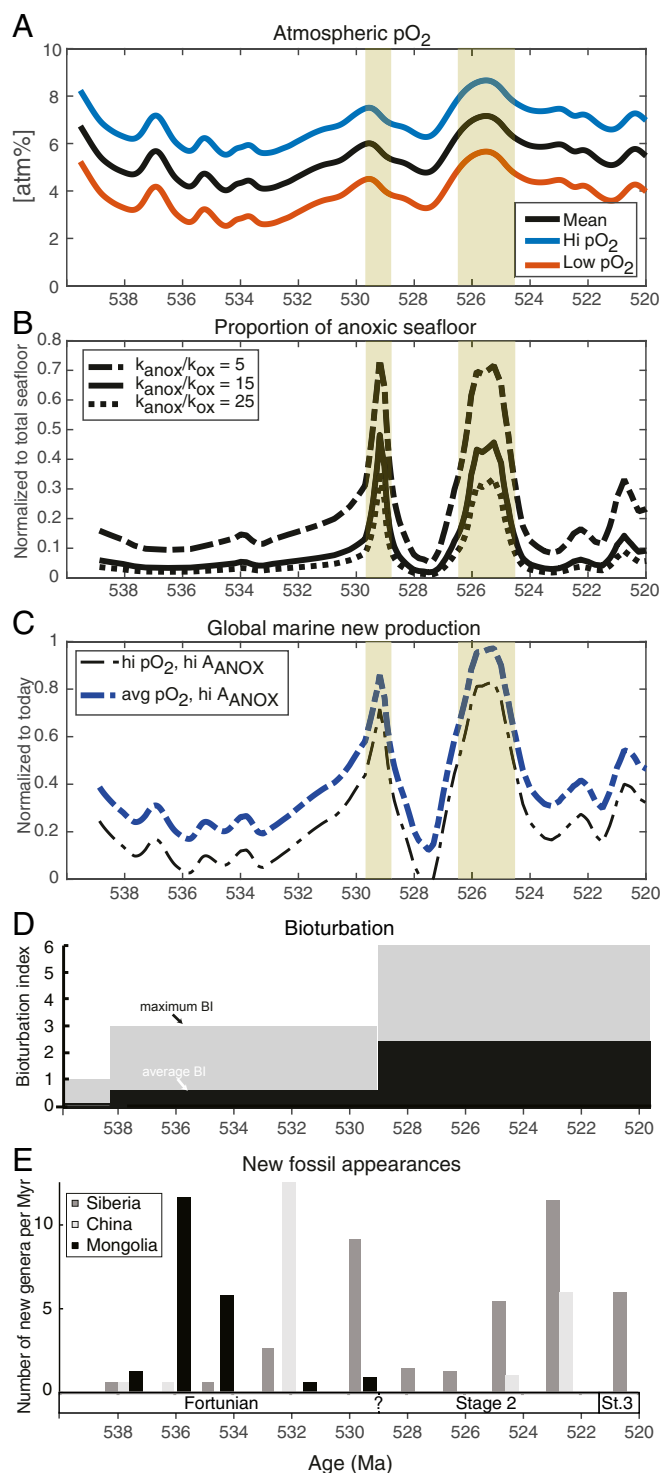 A
Atmospheric pO2
10
8
6
4
2
0
[atm%]
Mean
Hi pO2
Low pO2
538 536 534 532 530 528 526 524 522 520
B
Proportion of anoxic seafloor
0.8
0.7
0.6
0.5
0.4
0.3
0.2
0.1
0
Normalized to total seafloor
kanox/kox = 5
kanox/kox = 15
kanox/kox = 25
538 536 534 532 530 528 526 524 522 520
C
Global marine new production
1
0.8
0.6
0.4
0.2
0
Normalized to today
hi pO2, hi AANOX
avg pO2, hi AANOX
538 536 534 532 530 528 526 524 522 520
D
Bioturbation
6
5
4
3
2
1
0
Bioturbation index
maximum BI
average BI
538 536 534 532 530 528 526 524 522 520
E
New fossil appearances
10
5
0
Number of new genera per Myr
Siberia
China
Mongolia
Fortunian ? Stage 2 St.3
538 536 534 532 530 528 526 524 522 520
Age (Ma)